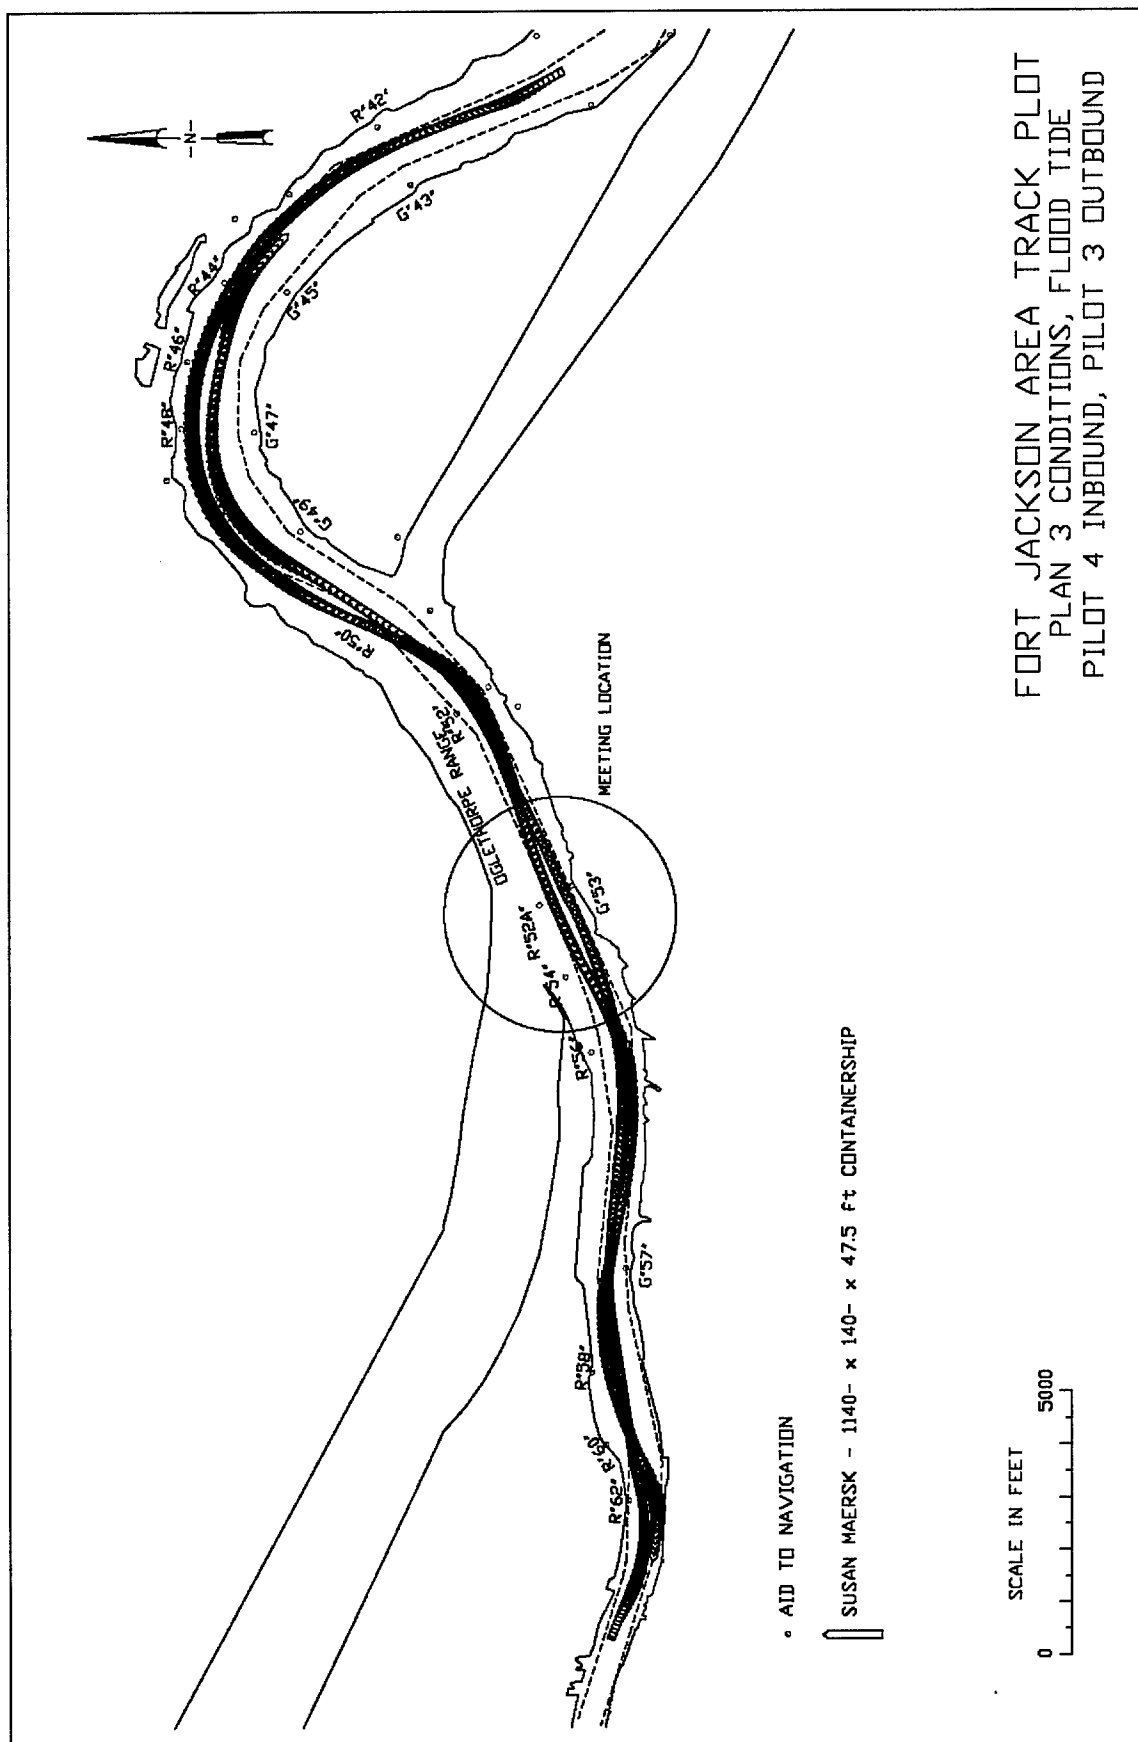 FORT JACKSON AREA TRACK PLOT
PLAN 3 CONDITIONS, FLOOD TIDE
PILOT 4 INBOUND, PILOT 3 OUTBOUND
-N-
R"42"
G"43"
R"44"
G"45"
R"46"
G"47"
R"48"
G"49"
R"50"
R"52"
OGLETHORPE RANGE
MEETING LOCATION
R"52A"
G"53"
R"54"
R"56"
G"57"
R"58"
R"60"
R"62"
AID TO NAVIGATION
SUSAN MAERSK - 1140- x 140- x 47.5 ft CONTAINERSHIP
SCALE IN FEET
0 5000